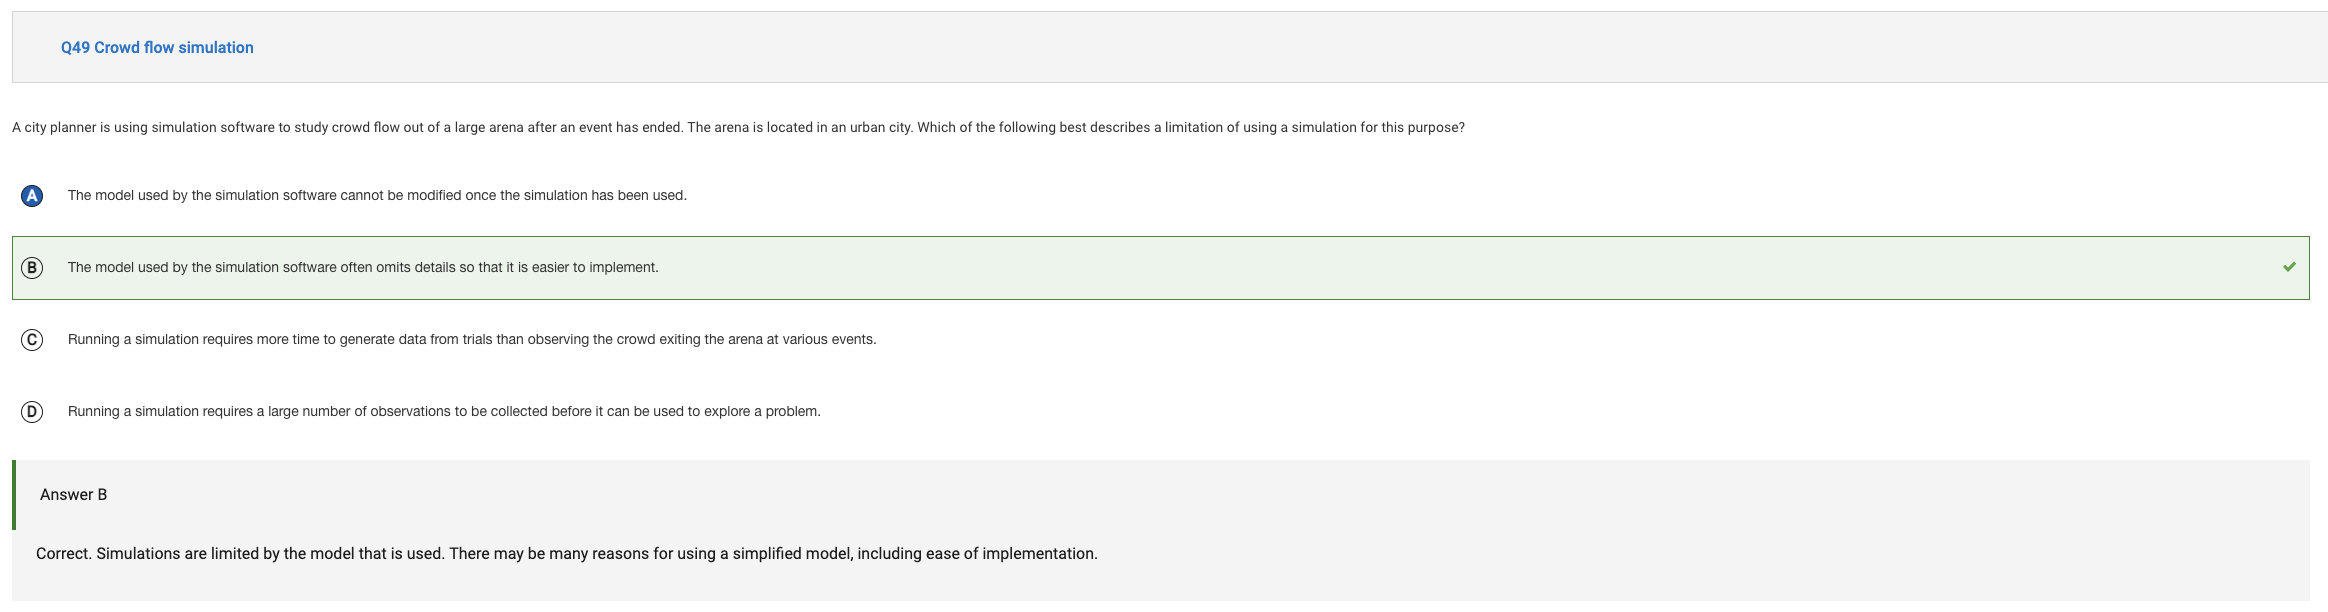 Q49 Crowd flow simulation
A city planner is using simulation software to study crowd flow out of a large arena after an event has ended. The arena is located in an urban city. Which of the following best describes a limitation of using a simulation for this purpose?
A The model used by the simulation software cannot be modified once the simulation has been used.
B The model used by the simulation software often omits details so that it is easier to implement.
C Running a simulation requires more time to generate data from trials than observing the crowd exiting the arena at various events.
D Running a simulation requires a large number of observations to be collected before it can be used to explore a problem.
Answer B
Correct. Simulations are limited by the model that is used. There may be many reasons for using a simplified model, including ease of implementation.